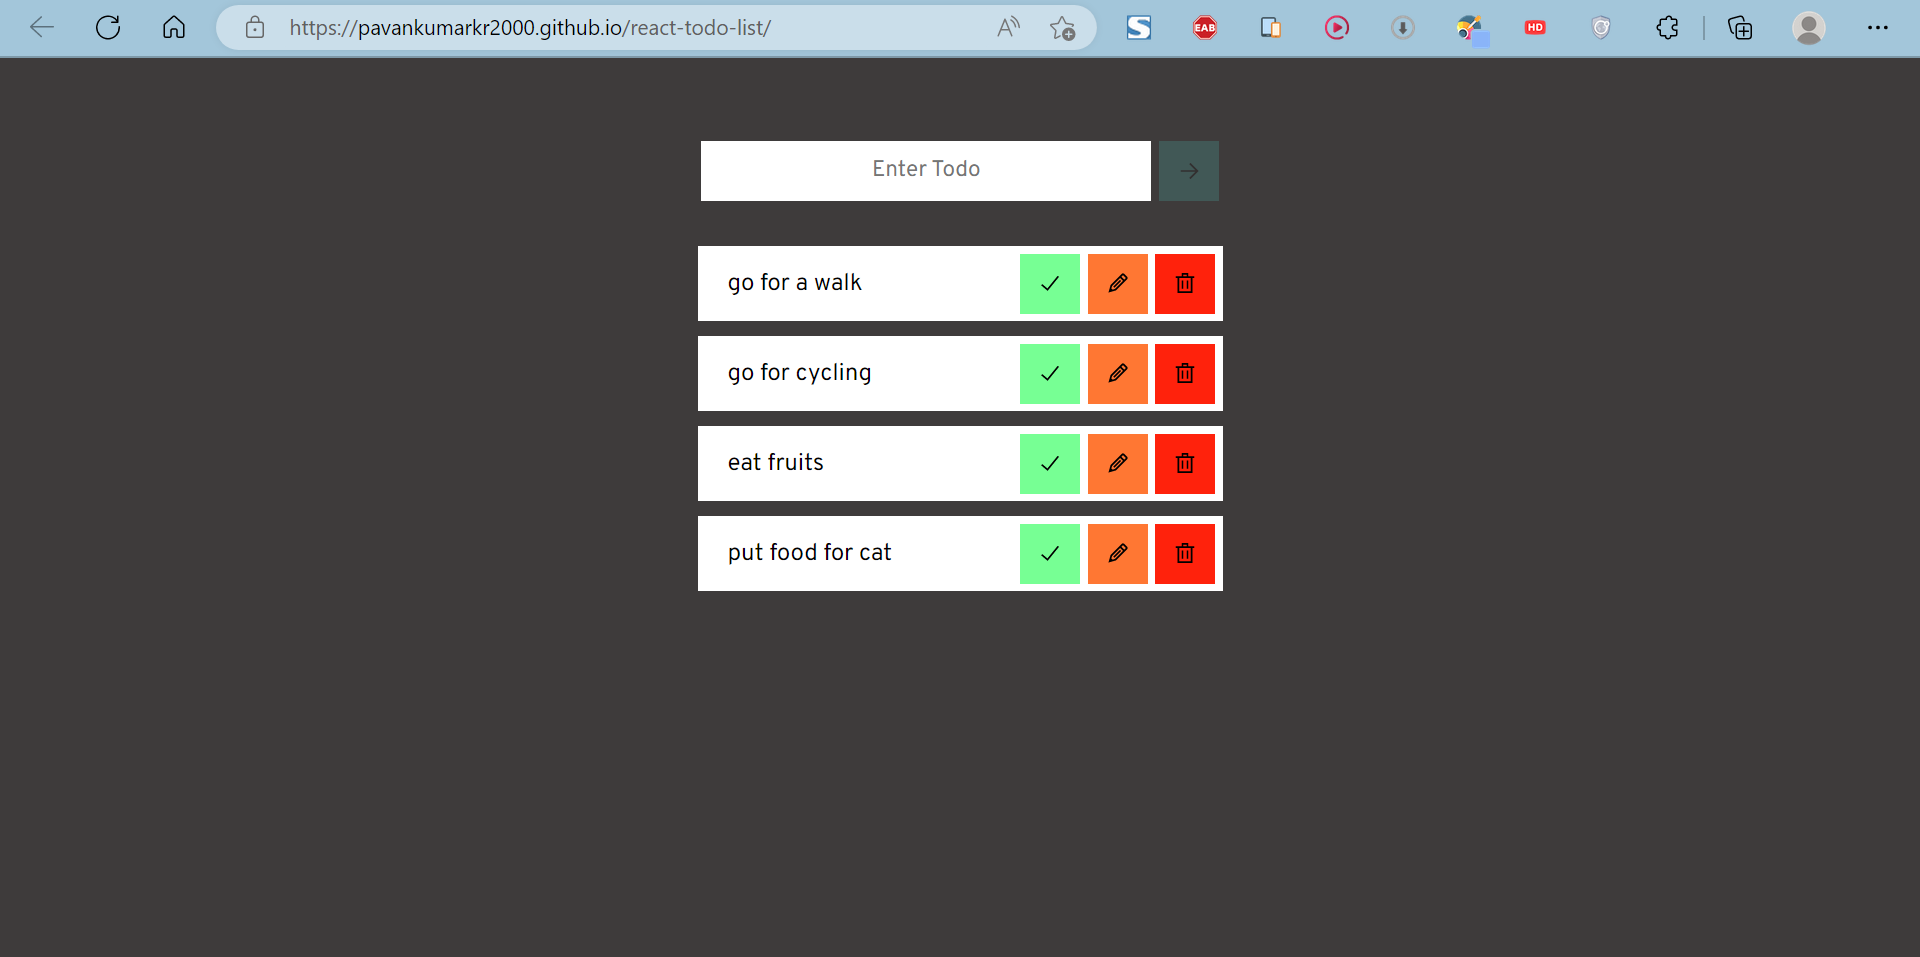 https://pavankumarkr2000.github.io/react-todo-list/
A
S
EAB
HD
Enter Todo
go for a walk
go for cycling
eat fruits
put food for cat